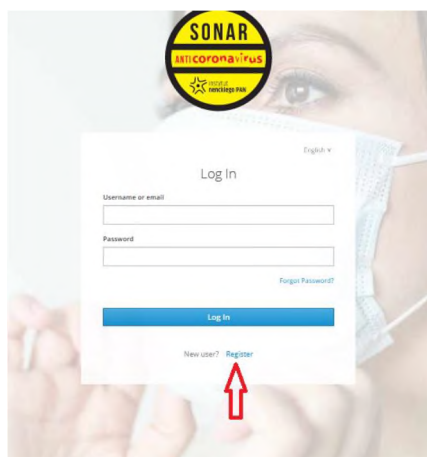 SONAR
ANTIcoronavirus
instytut
nenckiego PAN
English
Log In
Username or email
Password
Forgot Password?
Log In
New user? Register